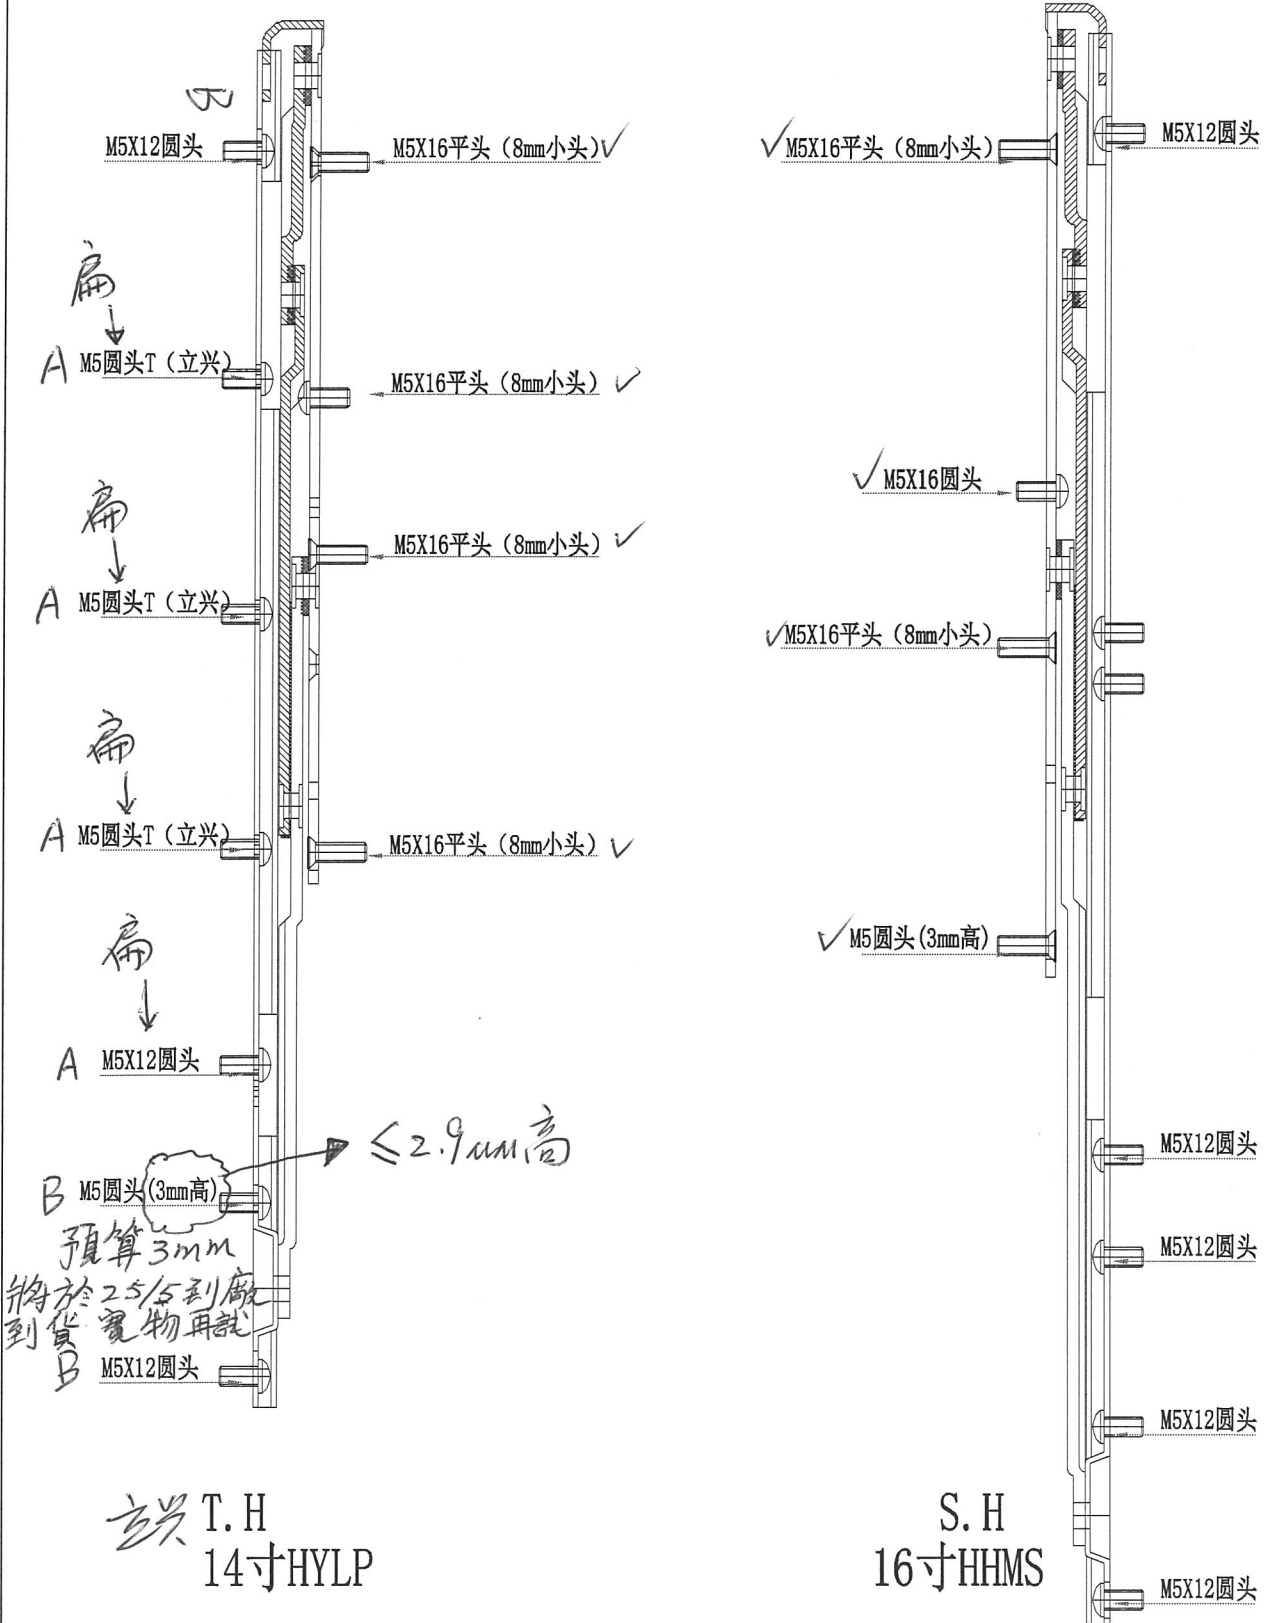 B
M5X12圆头
M5X16平头（8mm小头）✓
扁
A M5圆头T（立兴）
M5X16平头（8mm小头）✓
扁
A M5圆头T（立兴）
M5X16平头（8mm小头）✓
扁
A M5圆头T（立兴）
M5X16平头（8mm小头）✓
扁
A M5X12圆头
≤2.9mm高
B M5圆头(3mm高)
預算3mm
將於25/5到廠
到貨 實物再試
B M5X12圆头
立兴 T.H
14寸HYLP
✓M5X16平头（8mm小头）
M5X12圆头
✓M5X16圆头
✓M5X16平头（8mm小头）
✓M5圆头(3mm高)
M5X12圆头
M5X12圆头
M5X12圆头
M5X12圆头
S.H
16寸HHMS